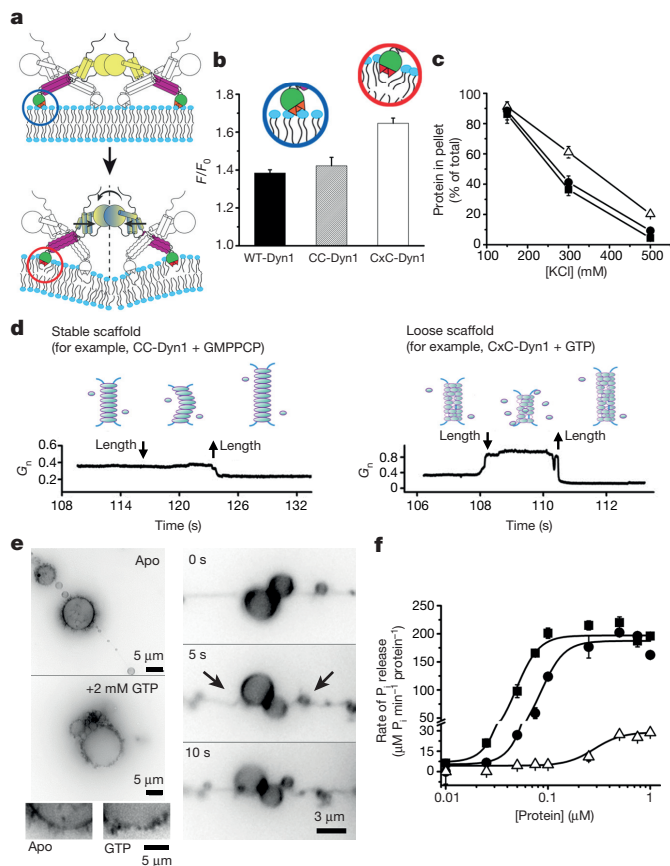 a
b
F/F0
1.8
1.6
1.4
1.2
1.0
WT-Dyn1
CC-Dyn1
CxC-Dyn1
c
Protein in pellet
(% of total)
100
80
60
40
20
0
100
200
300
400
500
[KCl] (mM)
d
Stable scaffold
(for example, CC-Dyn1 + GMPPCP)
Length
Length
Gn
0.6
0.4
0.2
0.0
108
114
120
126
132
Time (s)
Loose scaffold
(for example, CxC-Dyn1 + GTP)
Length
Length
Gn
0.8
0.4
0.0
106
108
110
112
Time (s)
e
Apo
5 μm
+2 mM GTP
5 μm
Apo
GTP
5 μm
0 s
5 s
10 s
3 μm
f
Rate of Pi release
(μM Pi min−1 protein−1)
250
200
150
100
50
30
15
0
0.01
0.1
1
[Protein] (μM)